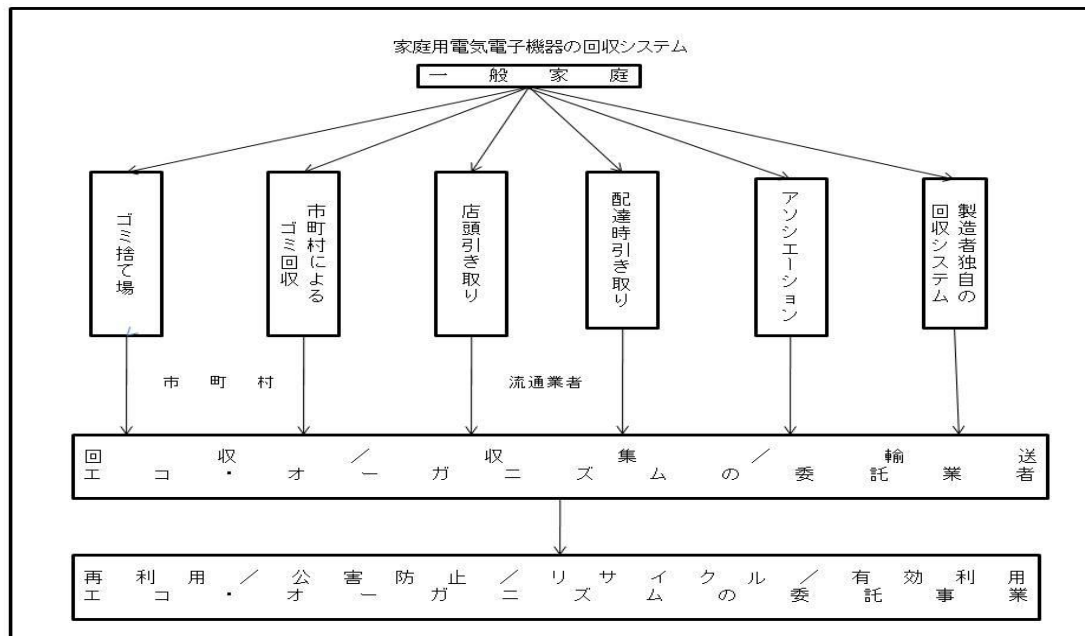 家庭用電気電子機器の回収システム
一般家庭
ゴミ捨て場
市町村による
ゴミ回収
店頭引き取り
配達時引き取り
アソシエーション
製造者独自の
回収システム
市町村
流通業者
回収／収集／輸送
エコ・オーガニズムの委託業者
再利用／公害防止／リサイクル／有効利用
エコ・オーガニズムの委託事業